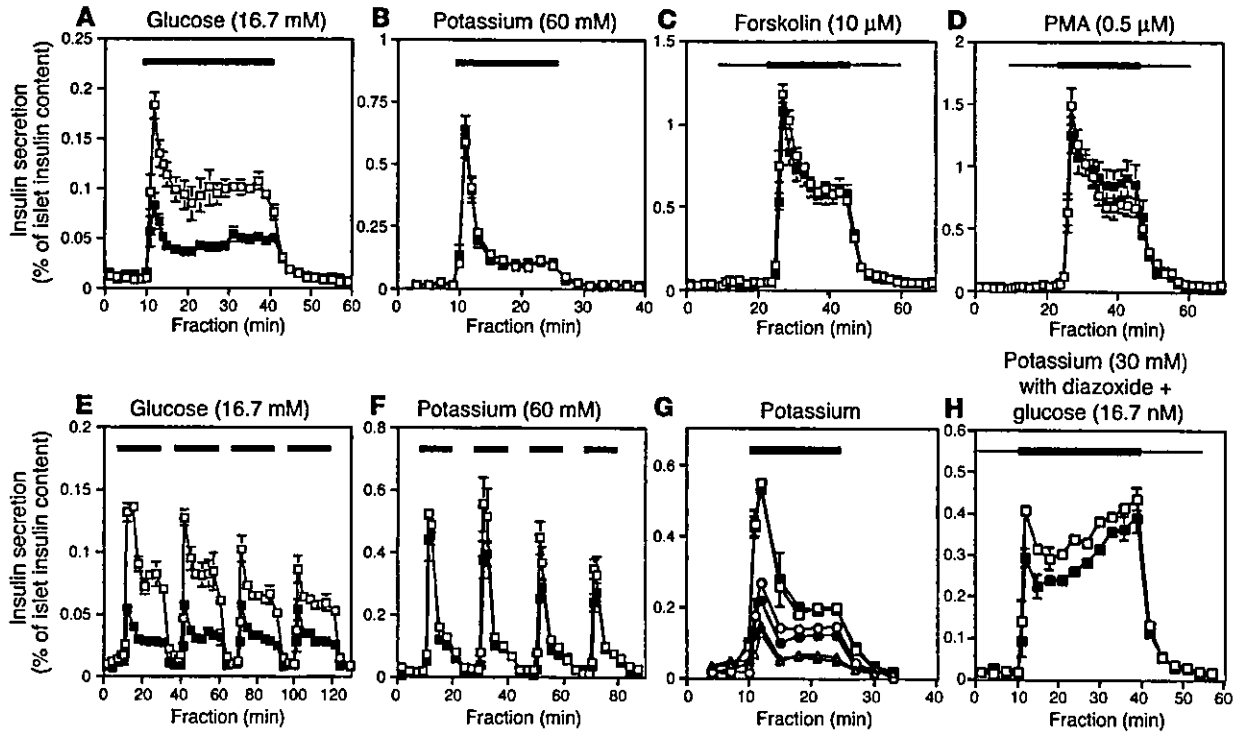 A Glucose (16.7 mM)
B Potassium (60 mM)
C Forskolin (10 µM)
D PMA (0.5 µM)
Insulin secretion
(% of islet insulin content)
0.25
0.2
0.15
0.1
0.05
0
0 10 20 30 40 50 60
Fraction (min)
1
0.75
0.5
0.25
0
0 10 20 30 40
Fraction (min)
1.5
1
0.5
0
0 20 40 60
Fraction (min)
2
1.5
1
0.5
0
0 20 40 60
Fraction (min)
E Glucose (16.7 mM)
F Potassium (60 mM)
G Potassium
Potassium (30 mM)
with diazoxide +
H glucose (16.7 nM)
Insulin secretion
(% of islet insulin content)
0.2
0.15
0.1
0.05
0
0 20 40 60 80 100 120
Fraction (min)
0.8
0.6
0.4
0.2
0
0 20 40 60 80
Fraction (min)
0.6
0.4
0.2
0
0 10 20 30 40
Fraction (min)
0.6
0.5
0.4
0.3
0.2
0.1
0
0 10 20 30 40 50 60
Fraction (min)